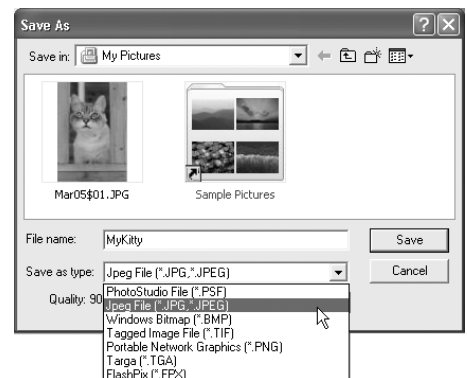 Save As
Save in: My Pictures
Mar05$01.JPG Sample Pictures
File name: MyKitty Save
Save as type: Jpeg File (*.JPG,*.JPEG) Cancel
Quality: 90
PhotoStudio File (*.PSF)
Jpeg File (*.JPG,*.JPEG)
Windows Bitmap (*.BMP)
Tagged Image File (*.TIF)
Portable Network Graphics (*.PNG)
Targa (*.TGA)
FlashPix (*.FPX)